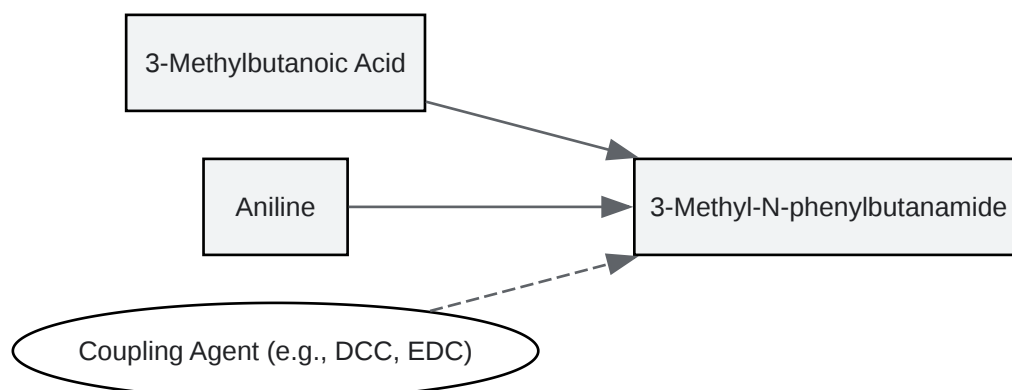 3-Methylbutanoic Acid
Aniline
3-Methyl-N-phenylbutanamide
Coupling Agent (e.g., DCC, EDC)